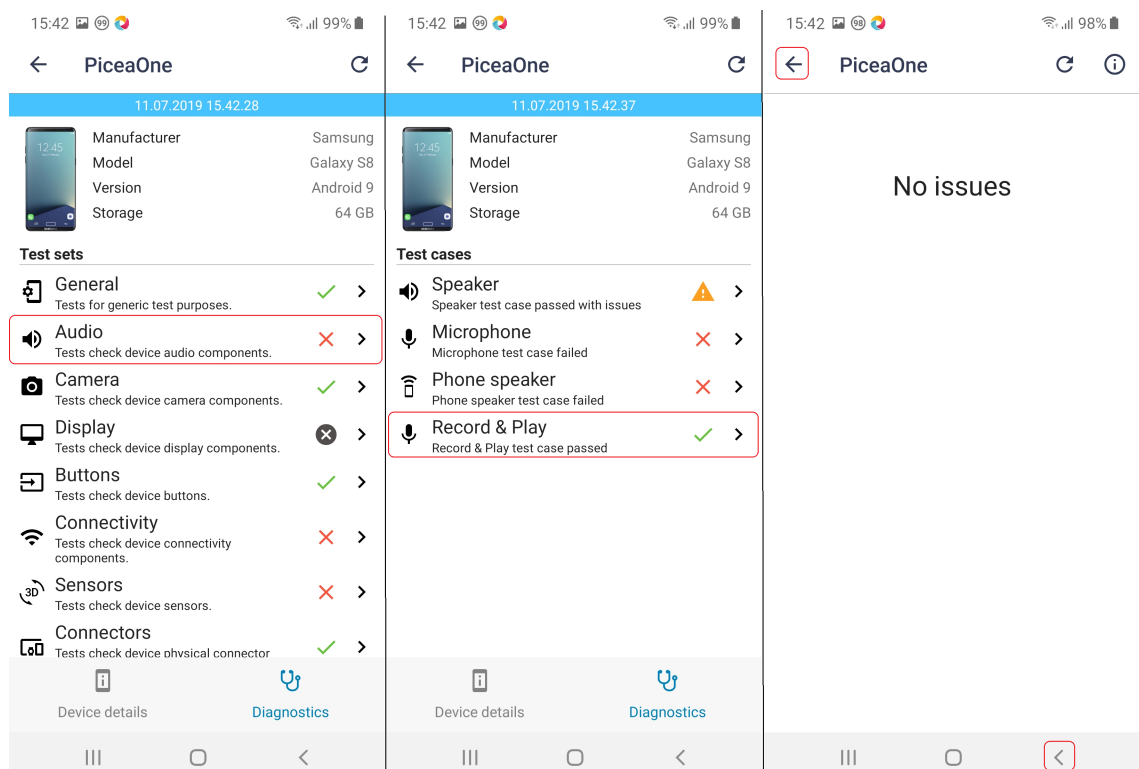 15:42 99 99%
PiceaOne
11.07.2019 15.42.28
12:45
Manufacturer Samsung
Model Galaxy S8
Version Android 9
Storage 64 GB
Test sets
General
Tests for generic test purposes.
Audio
Tests check device audio components.
Camera
Tests check device camera components.
Display
Tests check device display components.
Buttons
Tests check device buttons.
Connectivity
Tests check device connectivity
components.
3D Sensors
Tests check device sensors.
Connectors
Tests check device physical connector
Device details Diagnostics
15:42 99 99%
PiceaOne
11.07.2019 15.42.37
12:45
Manufacturer Samsung
Model Galaxy S8
Version Android 9
Storage 64 GB
Test cases
Speaker
Speaker test case passed with issues
Microphone
Microphone test case failed
Phone speaker
Phone speaker test case failed
Record & Play
Record & Play test case passed
Device details Diagnostics
15:42 98 98%
PiceaOne
No issues